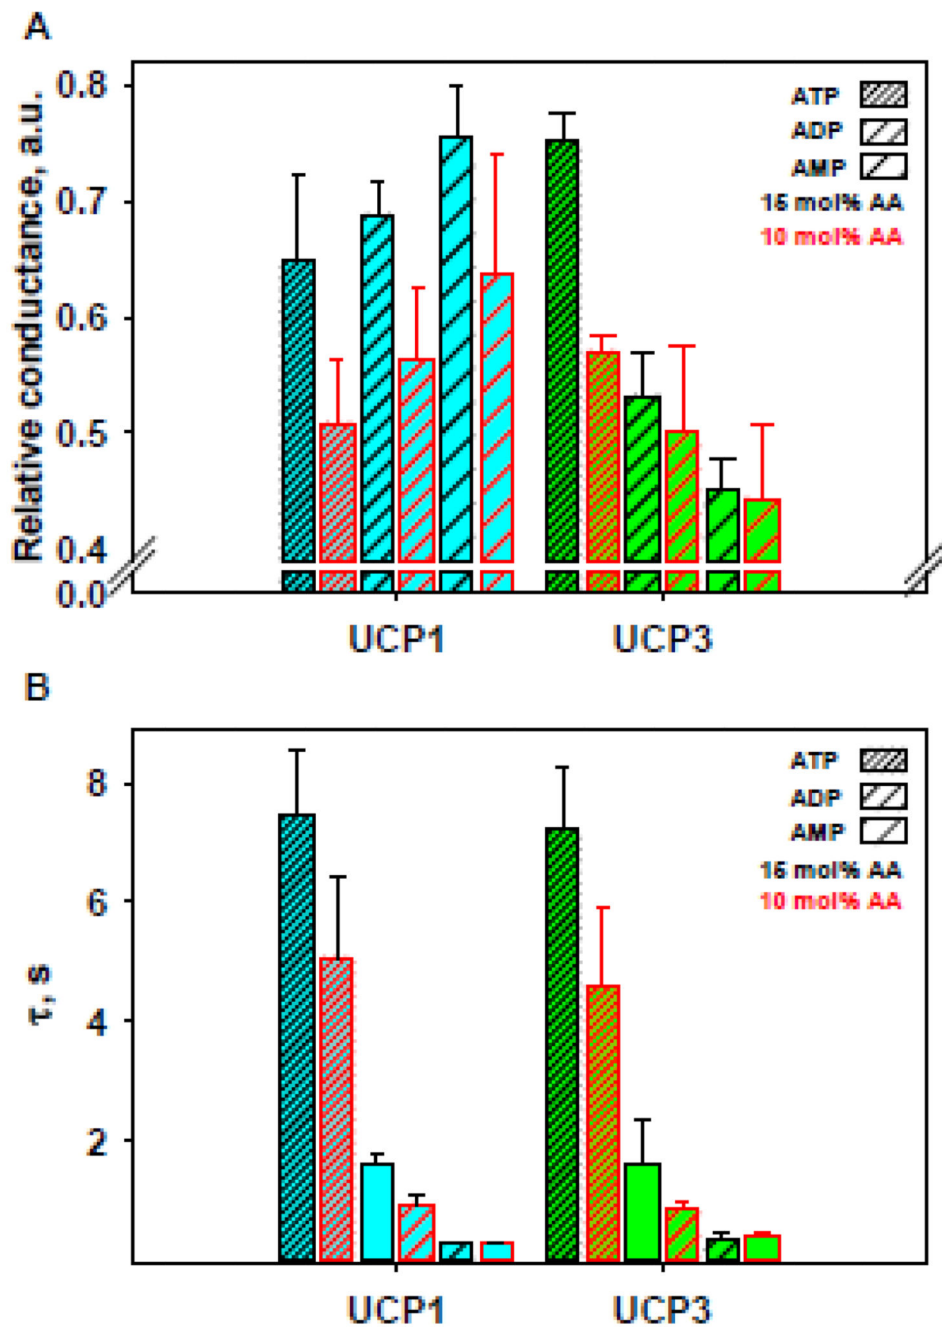 A
Relative conductance, a.u.
0.8
0.7
0.6
0.5
0.4
0.0
ATP
ADP
AMP
15 mol% AA
10 mol% AA
UCP1
UCP3
B
τ, s
8
6
4
2
ATP
ADP
AMP
15 mol% AA
10 mol% AA
UCP1
UCP3